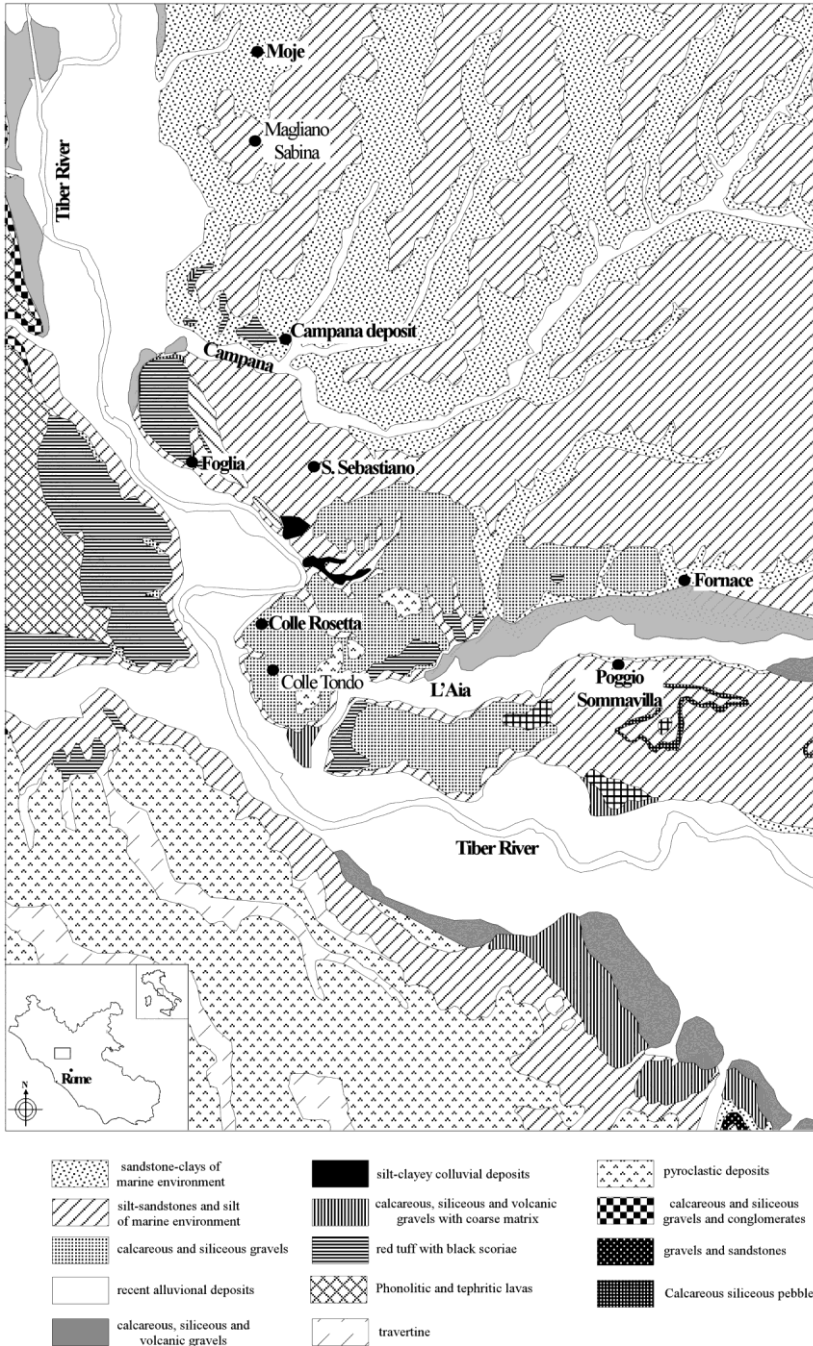 Moje
Magliano
Sabina
Tiber River
Campana deposit
Campana
Foglia
S. Sebastiano
Fornace
Colle Rosetta
Colle Tondo
L'Aia
Poggio
Sommavilla
Tiber River
Rome
N
sandstone-clays of
marine environment
silt-sandstones and silt
of marine environment
calcareous and siliceous gravels
recent alluvional deposits
calcareous, siliceous and
volcanic gravels
silt-clayey colluvial deposits
calcareous, siliceous and volcanic
gravels with coarse matrix
red tuff with black scoriae
Phonolitic and tephritic lavas
travertine
pyroclastic deposits
calcareous and siliceous
gravels and conglomerates
gravels and sandstones
Calcareous siliceous pebble